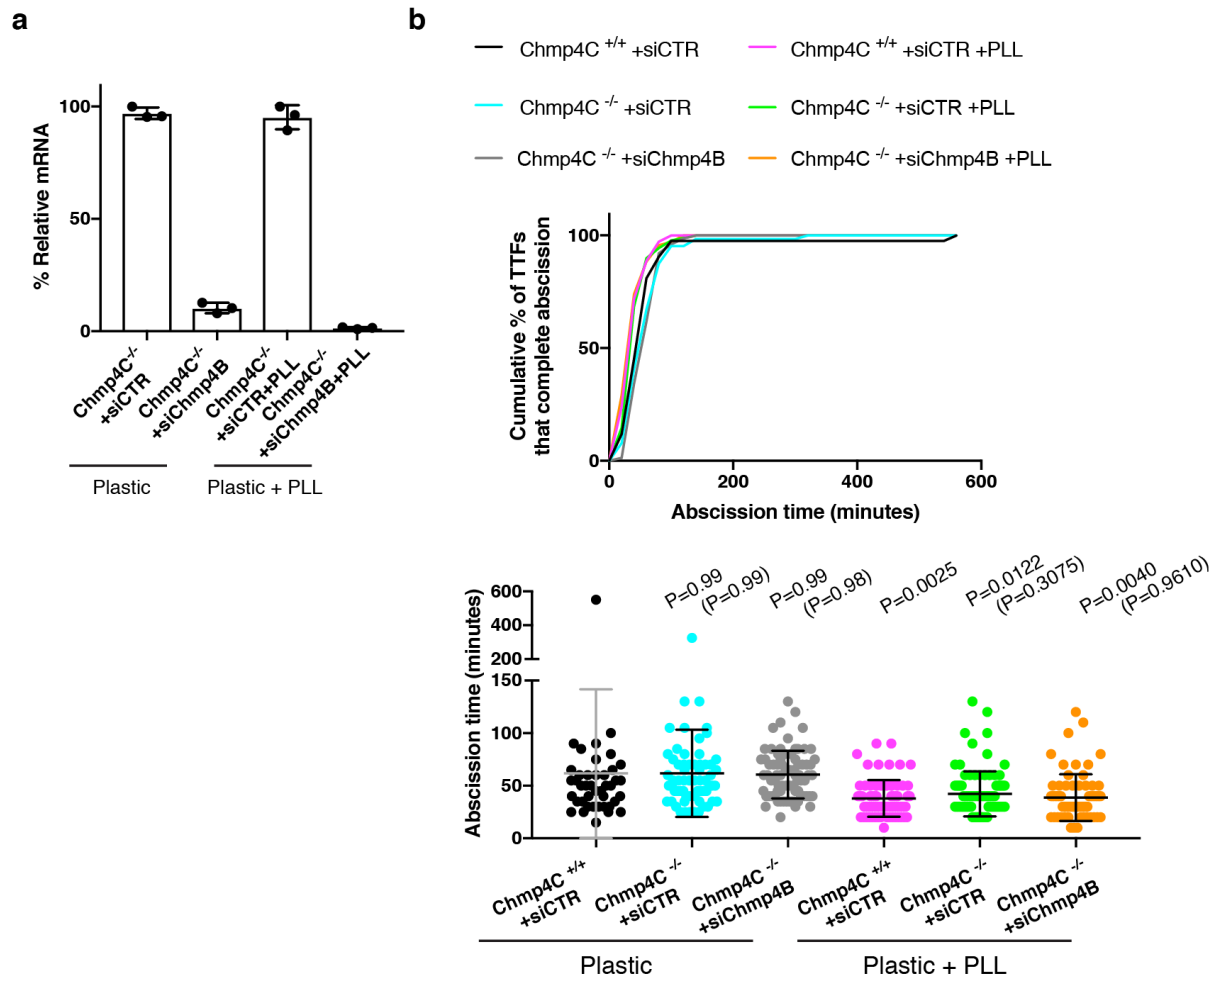 a
% Relative mRNA
100
50
0
Chmp4C-/-
+siCTR
Chmp4C-/-
+siChmp4B
Chmp4C-/-
+siCTR+PLL
Chmp4C-/-
+siChmp4B+PLL
Plastic
Plastic + PLL
b
Chmp4C +/+ +siCTR
Chmp4C +/+ +siCTR +PLL
Chmp4C -/- +siCTR
Chmp4C -/- +siCTR +PLL
Chmp4C -/- +siChmp4B
Chmp4C -/- +siChmp4B +PLL
Cumulative % of TTFs
that complete abscission
100
50
0
0
200
400
600
Abscission time (minutes)
P=0.99
(P=0.99)
P=0.99
(P=0.98)
P=0.0025
P=0.0122
(P=0.3075)
P=0.0040
(P=0.9610)
Abscission time (minutes)
600
400
200
150
100
50
0
Chmp4C +/+
+siCTR
Chmp4C -/-
+siCTR
Chmp4C -/-
+siChmp4B
Chmp4C +/+
+siCTR
Chmp4C -/-
+siCTR
Chmp4C -/-
+siChmp4B
Plastic
Plastic + PLL